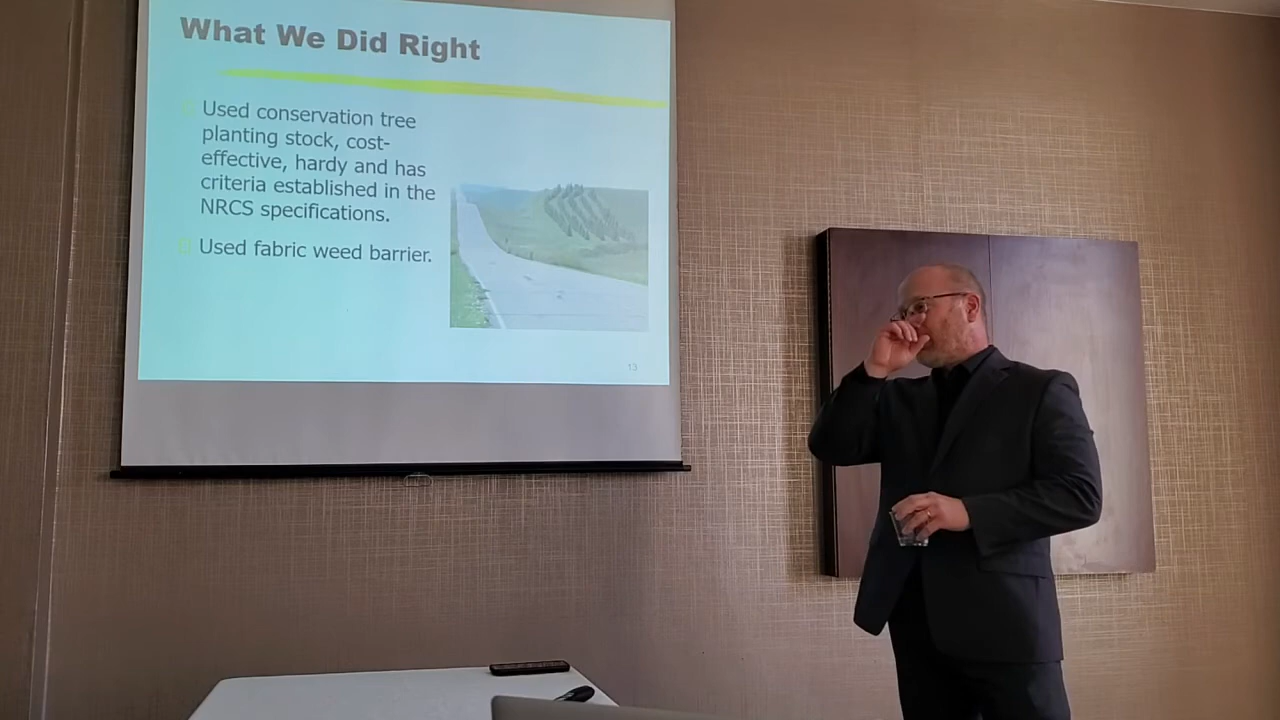 What We Did Right
Used conservation tree
planting stock, cost-
effective, hardy and has
criteria established in the
NRCS specifications.
Used fabric weed barrier.
13